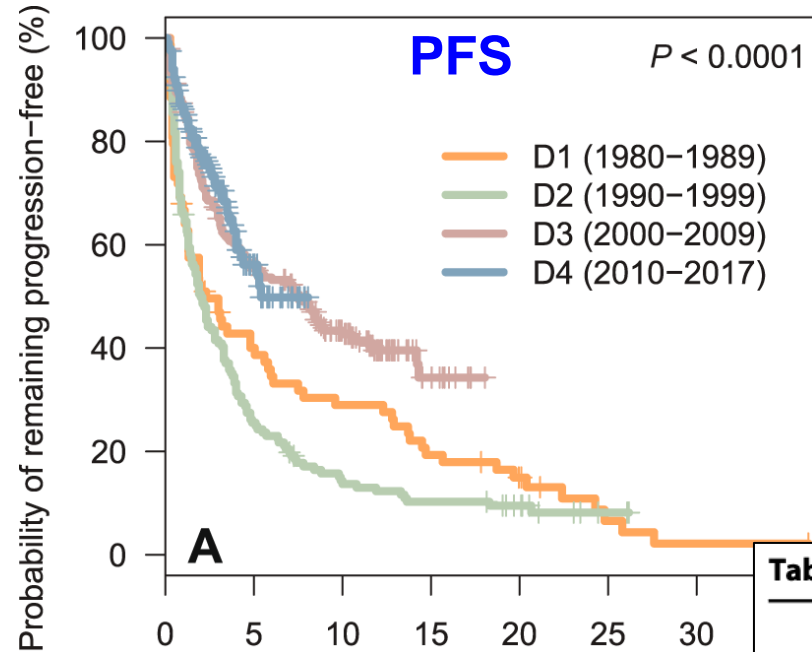 Probability of remaining progression−free (%)
100
80
60
40
20
0
PFS
P < 0.0001
D1 (1980−1989)
D2 (1990−1999)
D3 (2000−2009)
D4 (2010−2017)
A
0 5 10 15 20 25 30